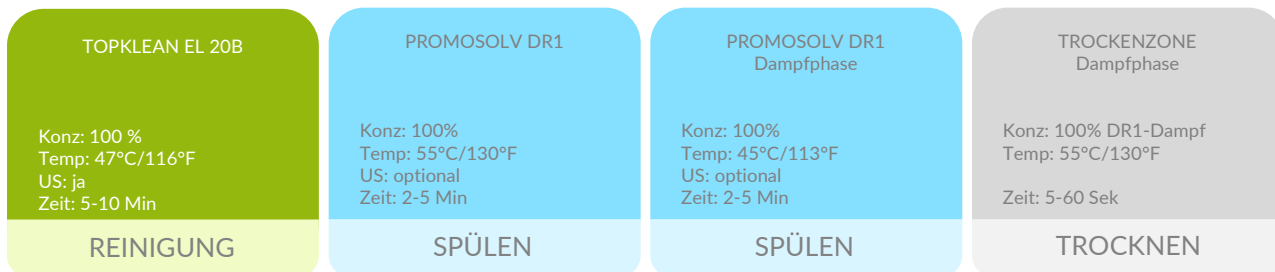 TOPKLEAN EL 20B
Konz: 100 %
Temp: 47°C/116°F
US: ja
Zeit: 5-10 Min
REINIGUNG
PROMOSOLV DR1
Konz: 100%
Temp: 55°C/130°F
US: optional
Zeit: 2-5 Min
SPÜLEN
PROMOSOLV DR1
Dampfphase
Konz: 100%
Temp: 45°C/113°F
US: optional
Zeit: 2-5 Min
SPÜLEN
TROCKENZONE
Dampfphase
Konz: 100% DR1-Dampf
Temp: 55°C/130°F
Zeit: 5-60 Sek
TROCKNEN